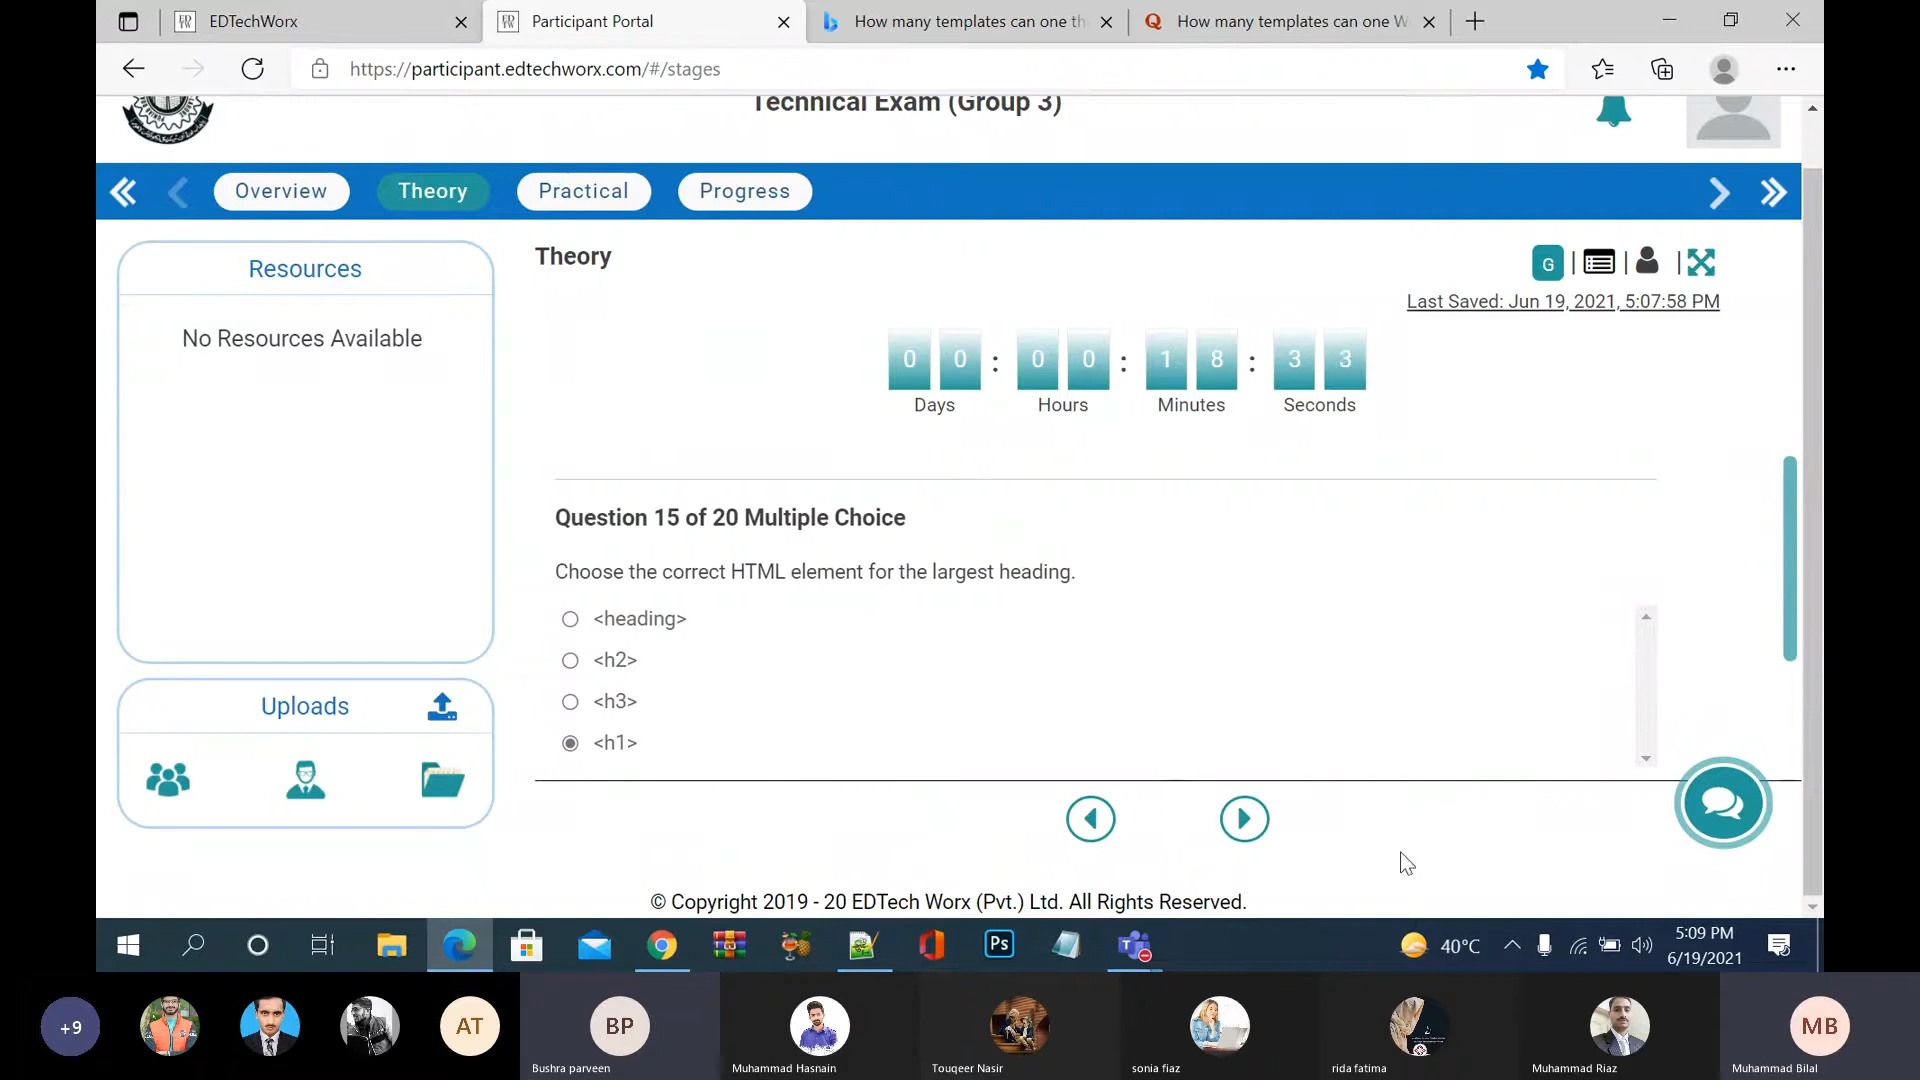 EDTechWorx
Participant Portal
How many templates can one th
How many templates can one W
https://participant.edtechworx.com/#/stages
Technical Exam (Group 3)
Overview
Theory
Practical
Progress
Resources
No Resources Available
Uploads
Theory
G
Last Saved: Jun 19, 2021, 5:07:58 PM
0 0 : 0 0 : 1 8 : 3 3
Days Hours Minutes Seconds
Question 15 of 20 Multiple Choice
Choose the correct HTML element for the largest heading.
<heading>
<h2>
<h3>
<h1>
© Copyright 2019 - 20 EDTech Worx (Pvt.) Ltd. All Rights Reserved.
Ps
40°C
5:09 PM
6/19/2021
+9
AT
BP
MB
Bushra parveen
Muhammad Hasnain
Touqeer Nasir
sonia fiaz
rida fatima
Muhammad Riaz
Muhammad Bilal